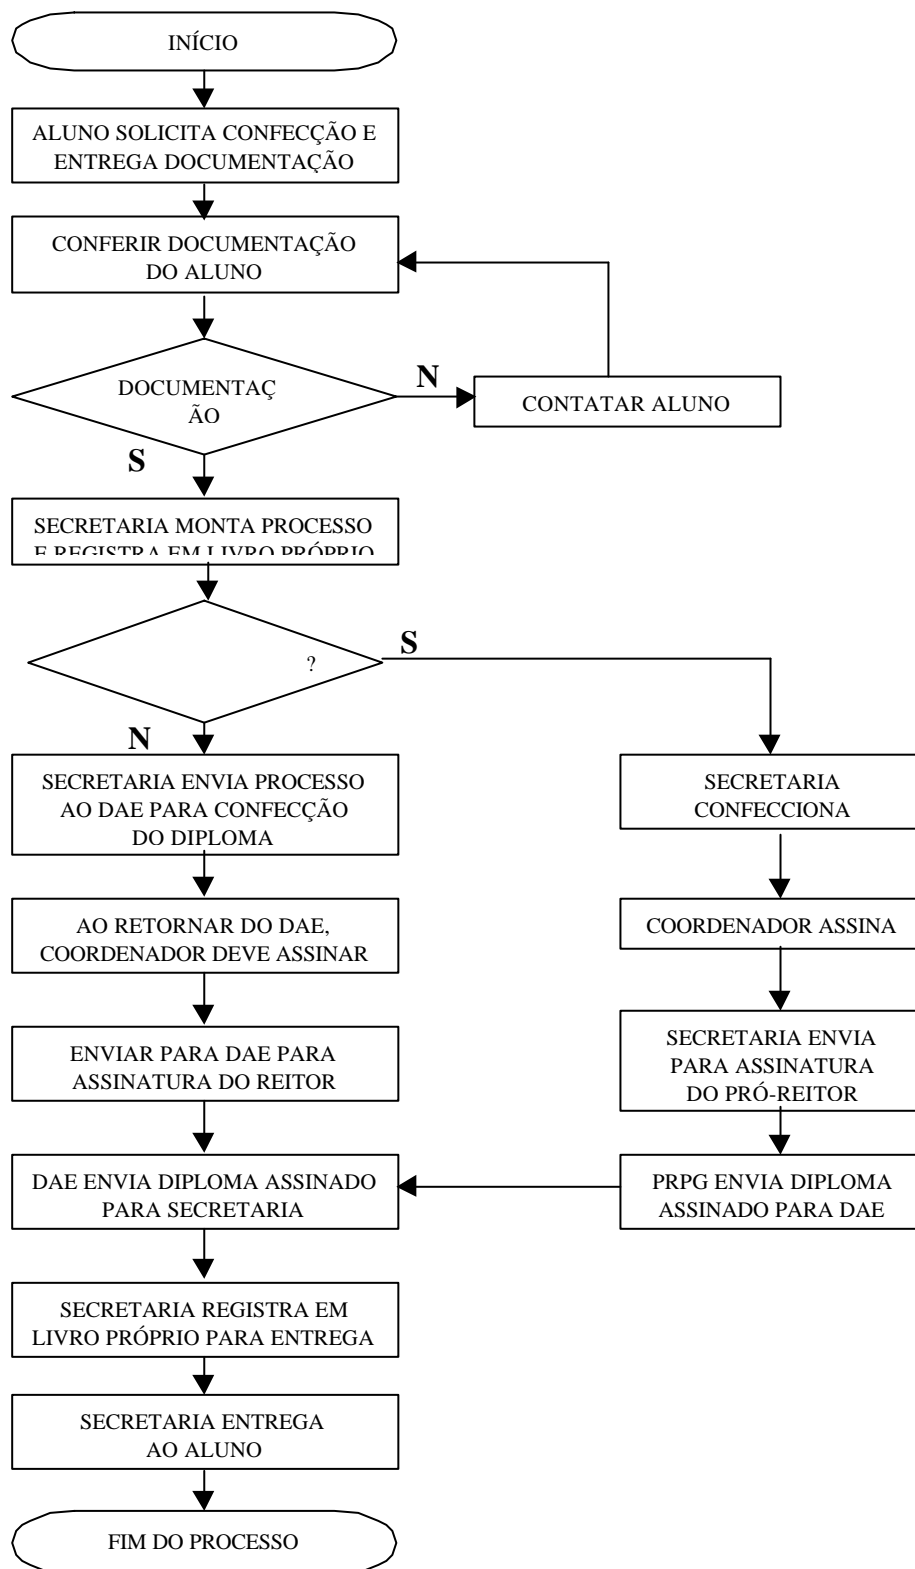 INÍCIO
ALUNO SOLICITA CONFECÇÃO E
ENTREGA DOCUMENTAÇÃO
CONFERIR DOCUMENTAÇÃO
DO ALUNO
DOCUMENTAÇ
ÃO
N
CONTATAR ALUNO
S
SECRETARIA MONTA PROCESSO
E REGISTRA EM LIVRO PRÓPRIO
?
S
N
SECRETARIA ENVIA PROCESSO
AO DAE PARA CONFECÇÃO
DO DIPLOMA
SECRETARIA
CONFECCIONA
AO RETORNAR DO DAE,
COORDENADOR DEVE ASSINAR
COORDENADOR ASSINA
ENVIAR PARA DAE PARA
ASSINATURA DO REITOR
SECRETARIA ENVIA
PARA ASSINATURA
DO PRÓ-REITOR
DAE ENVIA DIPLOMA ASSINADO
PARA SECRETARIA
PRPG ENVIA DIPLOMA
ASSINADO PARA DAE
SECRETARIA REGISTRA EM
LIVRO PRÓPRIO PARA ENTREGA
SECRETARIA ENTREGA
AO ALUNO
FIM DO PROCESSO